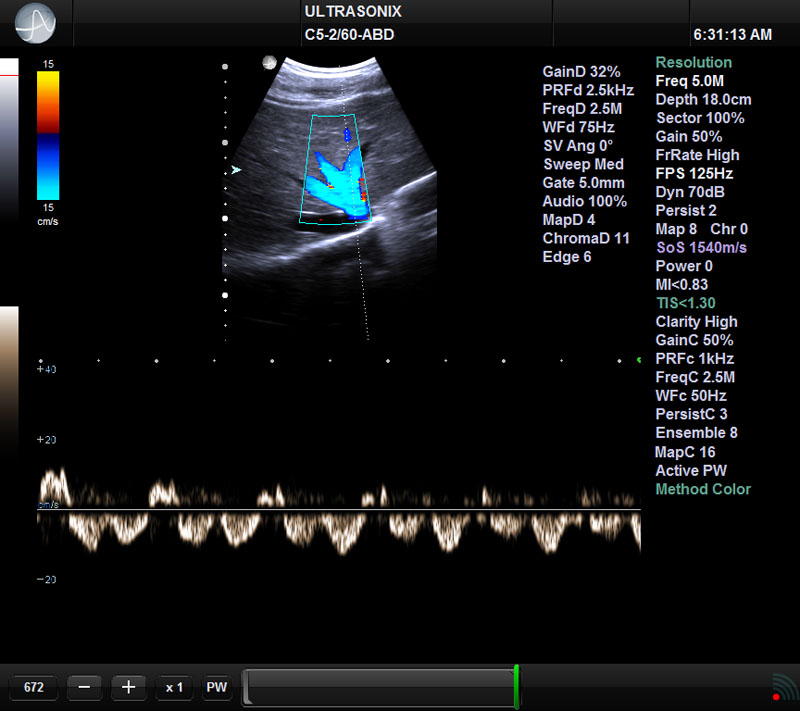 ULTRASONIX
C5-2/60-ABD
6:31:13 AM
15
15
cm/s
GainD 32%
PRFd 2.5kHz
FreqD 2.5M
WFd 75Hz
SV Ang 0°
Sweep Med
Gate 5.0mm
Audio 100%
MapD 4
ChromaD 11
Edge 6
Resolution
Freq 5.0M
Depth 18.0cm
Sector 100%
Gain 50%
FrRate High
FPS 125Hz
Dyn 70dB
Persist 2
Map 8 Chr 0
SoS 1540m/s
Power 0
MI<0.83
TIS<1.30
Clarity High
GainC 50%
PRFc 1kHz
FreqC 2.5M
WFc 50Hz
PersistC 3
Ensemble 8
MapC 16
Active PW
Method Color
+40
+20
cm/s
-20
672
−
+
x 1
PW